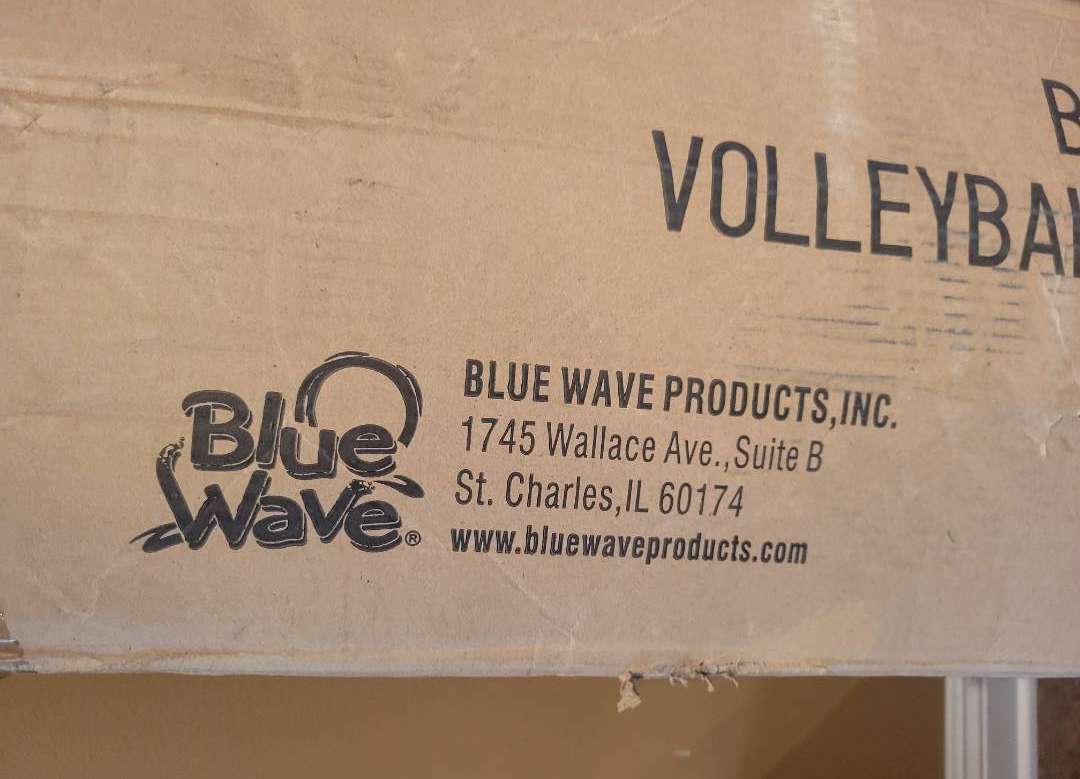 B
VOLLEYBA
Blue
Wave®
BLUE WAVE PRODUCTS,INC.
1745 Wallace Ave.,Suite B
St. Charles,IL 60174
www.bluewaveproducts.com